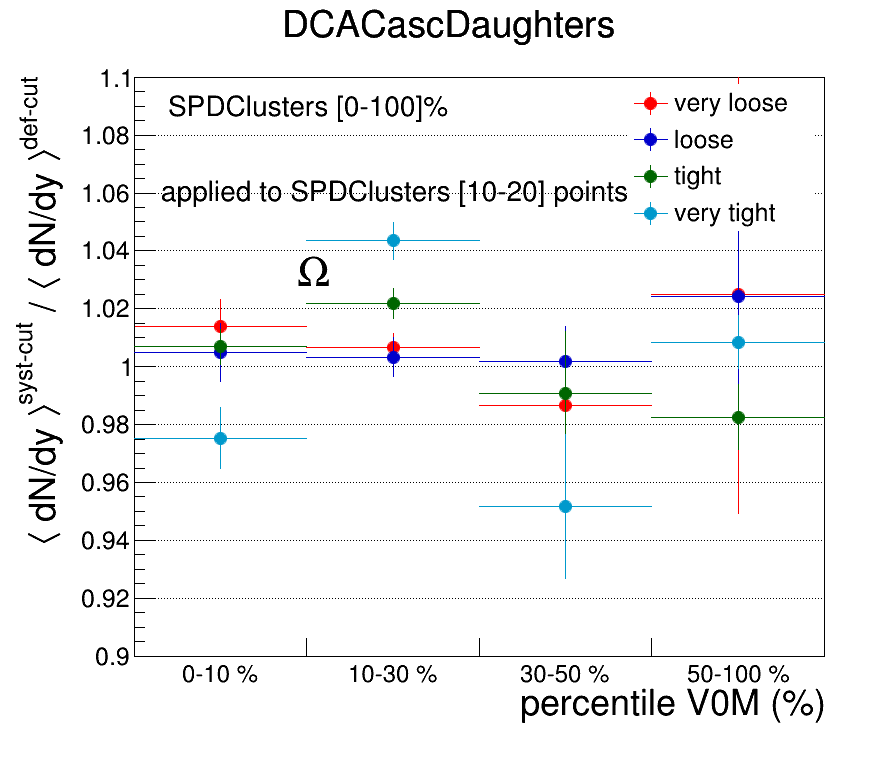 DCACascDaughters
⟨ dN/dy ⟩^syst-cut / ⟨ dN/dy ⟩^def-cut
1.1
1.08
1.06
1.04
1.02
1
0.98
0.96
0.94
0.92
0.9
SPDClusters [0-100]%
applied to SPDClusters [10-20] points
Ω
very loose
loose
tight
very tight
0-10 %
10-30 %
30-50 %
50-100 %
percentile V0M (%)